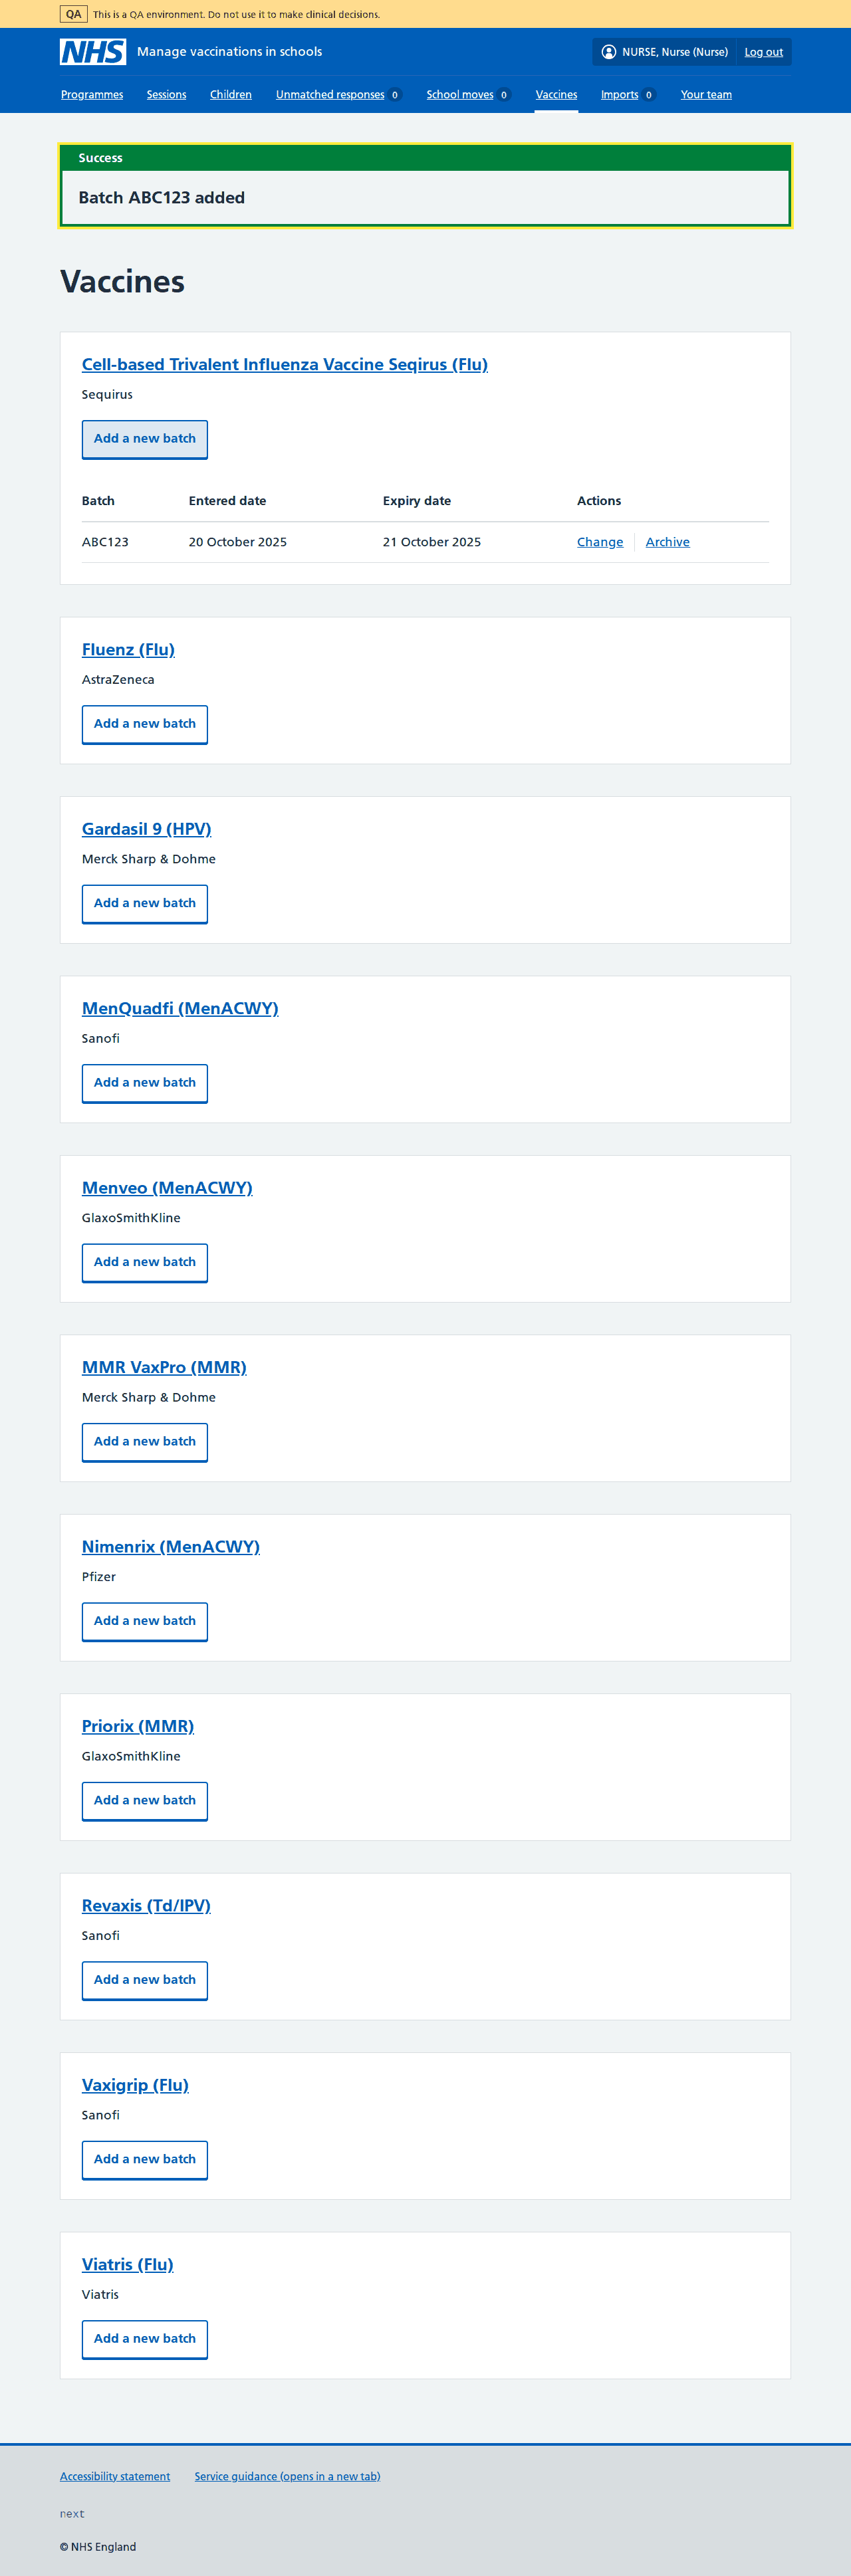 QA This is a QA environment. Do not use it to make clinical decisions.
NHS Manage vaccinations in schools NURSE, Nurse (Nurse) Log out
Programmes Sessions Children Unmatched responses 0 School moves 0 Vaccines Imports 0 Your team
Success
Batch ABC123 added
Vaccines
Cell-based Trivalent Influenza Vaccine Seqirus (Flu)
Sequirus
Add a new batch
Batch Entered date Expiry date Actions
ABC123 20 October 2025 21 October 2025 Change Archive
Fluenz (Flu)
AstraZeneca
Add a new batch
Gardasil 9 (HPV)
Merck Sharp & Dohme
Add a new batch
MenQuadfi (MenACWY)
Sanofi
Add a new batch
Menveo (MenACWY)
GlaxoSmithKline
Add a new batch
MMR VaxPro (MMR)
Merck Sharp & Dohme
Add a new batch
Nimenrix (MenACWY)
Pfizer
Add a new batch
Priorix (MMR)
GlaxoSmithKline
Add a new batch
Revaxis (Td/IPV)
Sanofi
Add a new batch
Vaxigrip (Flu)
Sanofi
Add a new batch
Viatris (Flu)
Viatris
Add a new batch
Accessibility statement Service guidance (opens in a new tab)
next
© NHS England